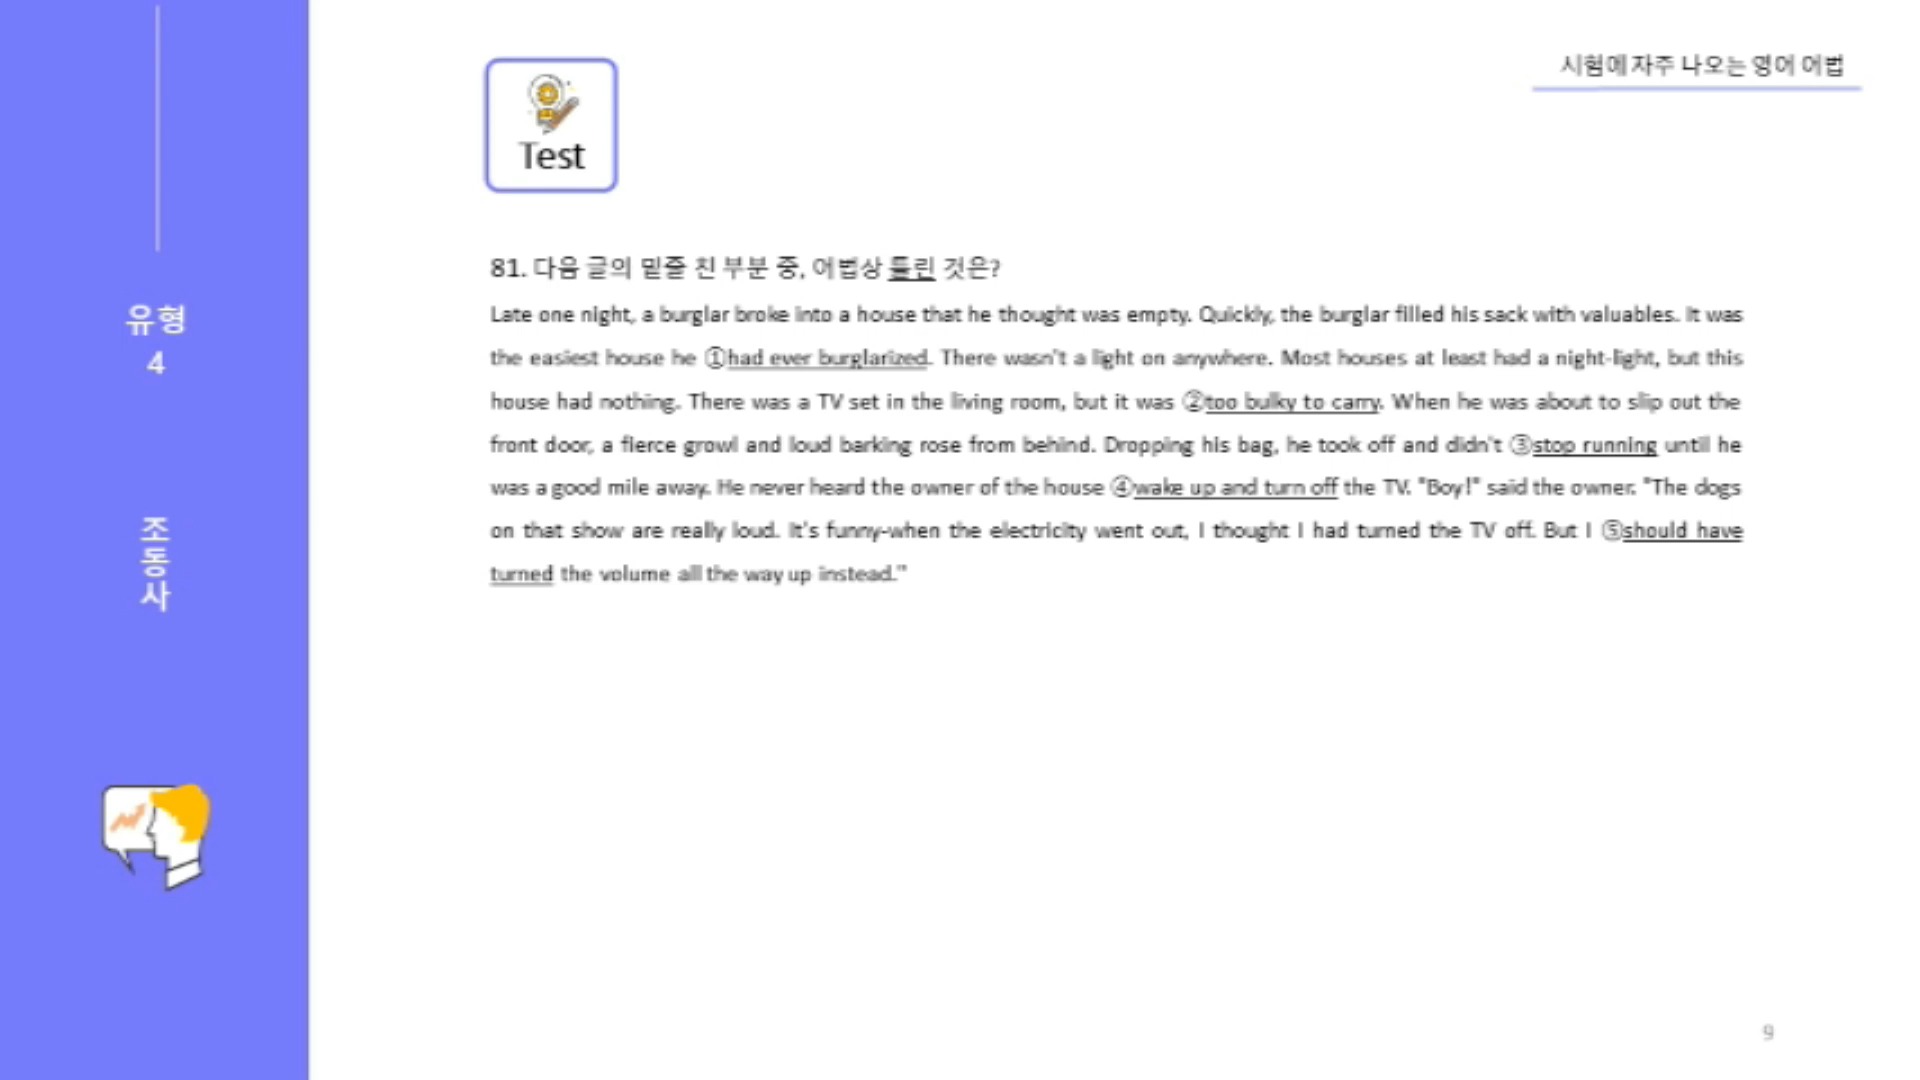 시험에 자주 나오는 영어 어법
Test
유형
4
조
동
사
81. 다음 글의 밑줄 친 부분 중, 어법상 틀린 것은?
Late one night, a burglar broke into a house that he thought was empty. Quickly, the burglar filled his sack with valuables. It was
the easiest house he ①had ever burglarized. There wasn't a light on anywhere. Most houses at least had a night-light, but this
house had nothing. There was a TV set in the living room, but it was ②too bulky to carry. When he was about to slip out the
front door, a fierce growl and loud barking rose from behind. Dropping his bag, he took off and didn't ③stop running until he
was a good mile away. He never heard the owner of the house ④wake up and turn off the TV. "Boy!" said the owner. "The dogs
on that show are really loud. It's funny-when the electricity went out, I thought I had turned the TV off. But I ⑤should have
turned the volume all the way up instead."
9